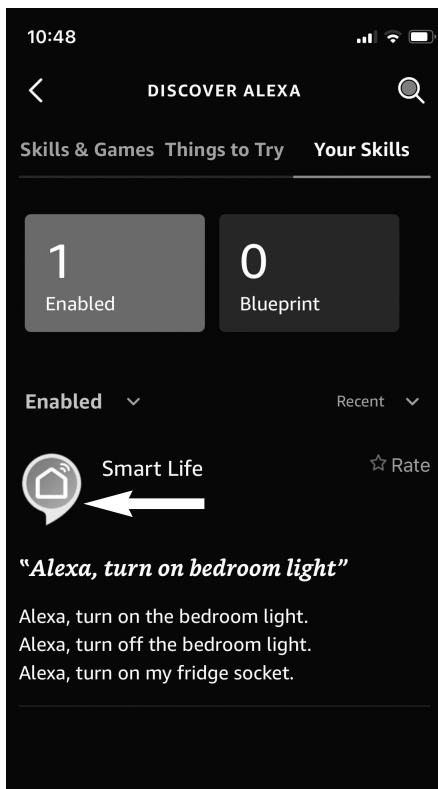 10:48
DISCOVER ALEXA
Skills & Games Things to Try Your Skills
1
Enabled
0
Blueprint
Enabled
Recent
Smart Life
Rate
“Alexa, turn on bedroom light”
Alexa, turn on the bedroom light.
Alexa, turn off the bedroom light.
Alexa, turn on my fridge socket.